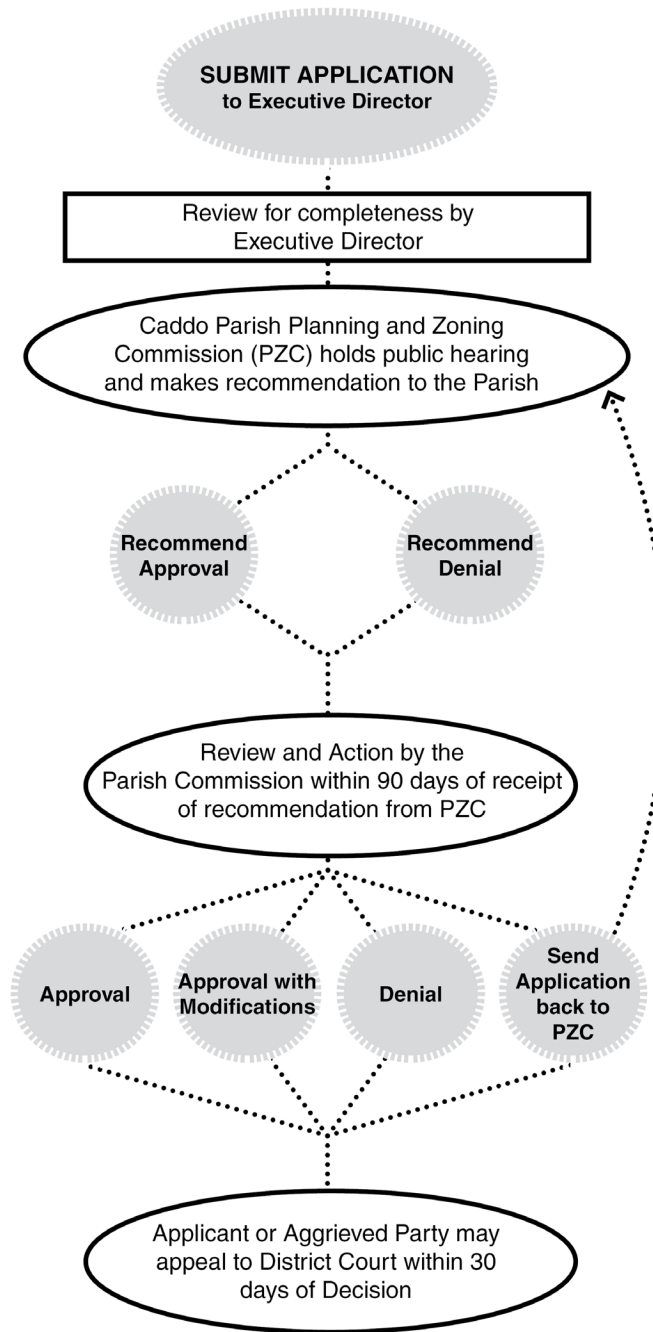 SUBMIT APPLICATION
to Executive Director
Review for completeness by
Executive Director
Caddo Parish Planning and Zoning
Commission (PZC) holds public hearing
and makes recommendation to the Parish
Recommend
Approval
Recommend
Denial
Review and Action by the
Parish Commission within 90 days of receipt
of recommendation from PZC
Approval
Approval with
Modifications
Denial
Send
Application
back to
PZC
Applicant or Aggrieved Party may
appeal to District Court within 30
days of Decision